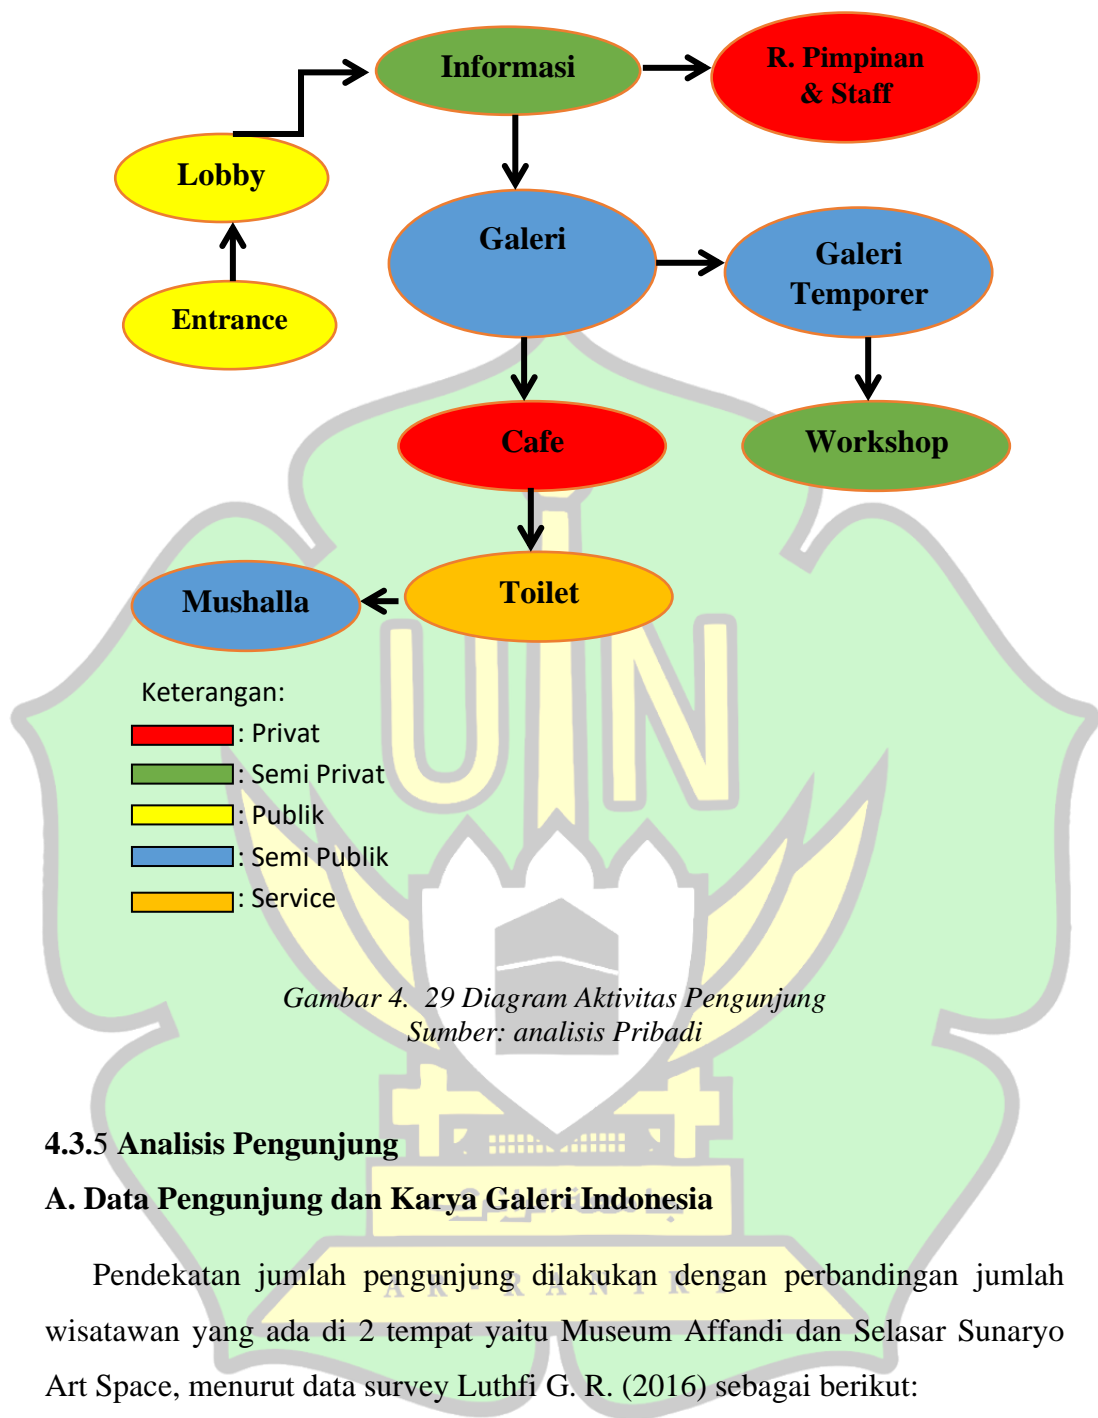 Informasi
R. Pimpinan
& Staff
Lobby
Galeri
Galeri
Temporer
Entrance
Cafe
Workshop
Toilet
Mushalla
Keterangan:
: Privat
: Semi Privat
: Publik
: Semi Publik
: Service
UIN
Gambar 4. 29 Diagram Aktivitas Pengunjung
Sumber: analisis Pribadi
4.3.5 Analisis Pengunjung
A. Data Pengunjung dan Karya Galeri Indonesia
Pendekatan jumlah pengunjung dilakukan dengan perbandingan jumlah
A R - R A N I R Y
wisatawan yang ada di 2 tempat yaitu Museum Affandi dan Selasar Sunaryo
Art Space, menurut data survey Luthfi G. R. (2016) sebagai berikut: